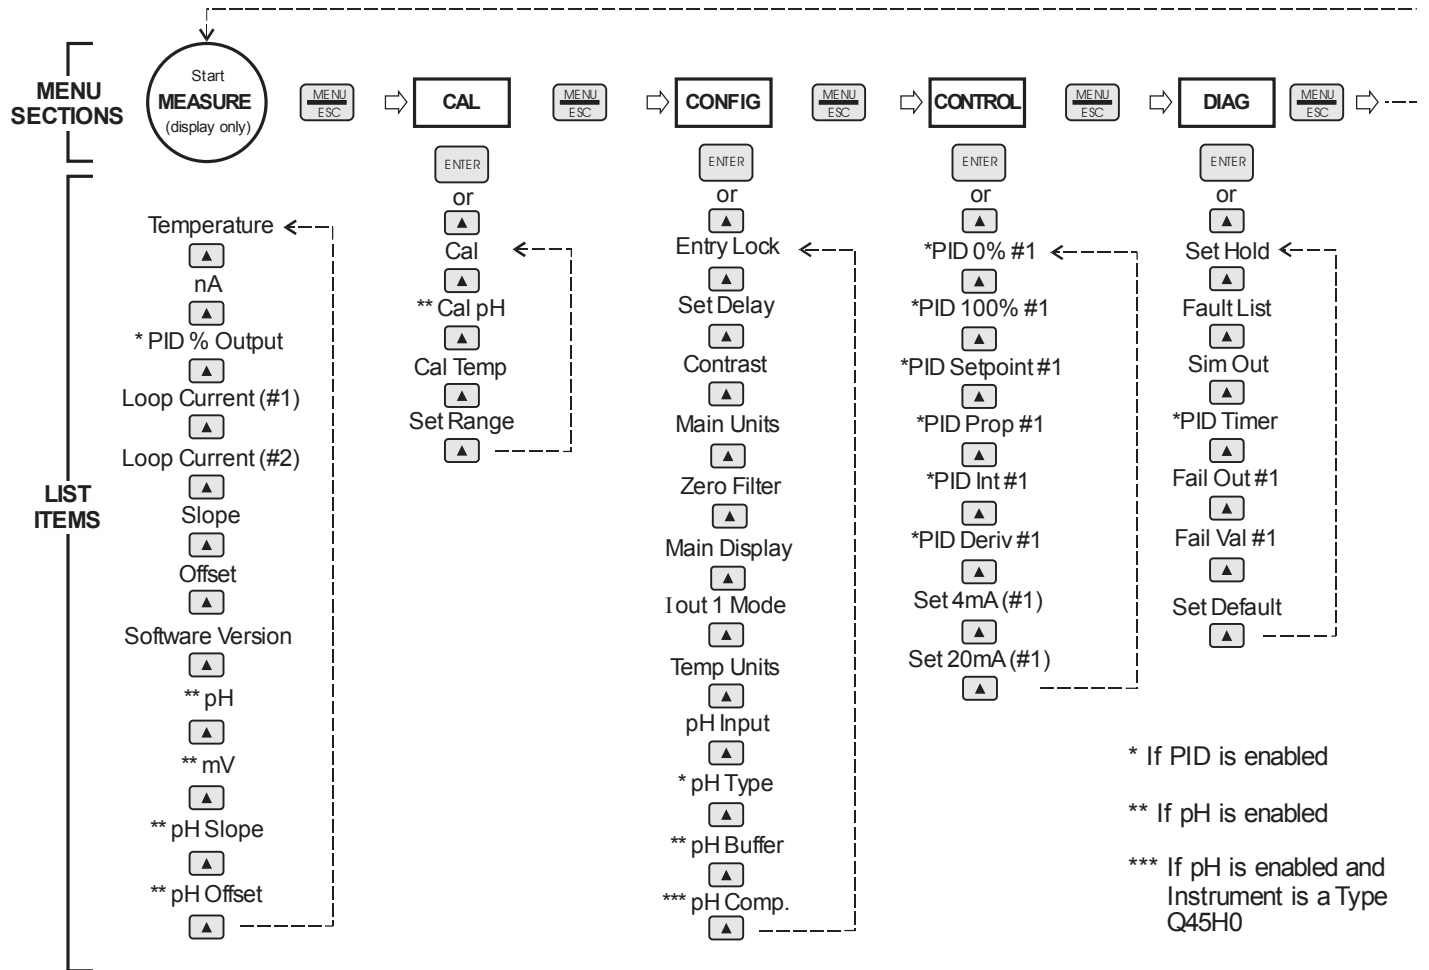 MENU
SECTIONS
Start
MEASURE
(display only)
MENU
ESC
CAL
MENU
ESC
CONFIG
MENU
ESC
CONTROL
MENU
ESC
DIAG
MENU
ESC
LIST
ITEMS
Temperature
nA
* PID % Output
Loop Current (#1)
Loop Current (#2)
Slope
Offset
Software Version
** pH
** mV
** pH Slope
** pH Offset
ENTER
or
Cal
** Cal pH
Cal Temp
Set Range
ENTER
or
Entry Lock
Set Delay
Contrast
Main Units
Zero Filter
Main Display
Iout 1 Mode
Temp Units
pH Input
* pH Type
** pH Buffer
*** pH Comp.
ENTER
or
*PID 0% #1
*PID 100% #1
*PID Setpoint #1
*PID Prop #1
*PID Int #1
*PID Deriv #1
Set 4mA (#1)
Set 20mA (#1)
ENTER
or
Set Hold
Fault List
Sim Out
*PID Timer
Fail Out #1
Fail Val #1
Set Default
* If PID is enabled
** If pH is enabled
*** If pH is enabled and
Instrument is a Type
Q45H0